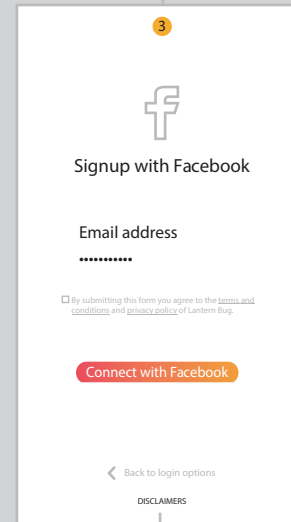 3
Signup with Facebook
Email address
•••••••••••
By submitting this form you agree to the terms and
conditions and privacy policy of Lantern Bug.
Connect with Facebook
Back to login options
DISCLAIMERS